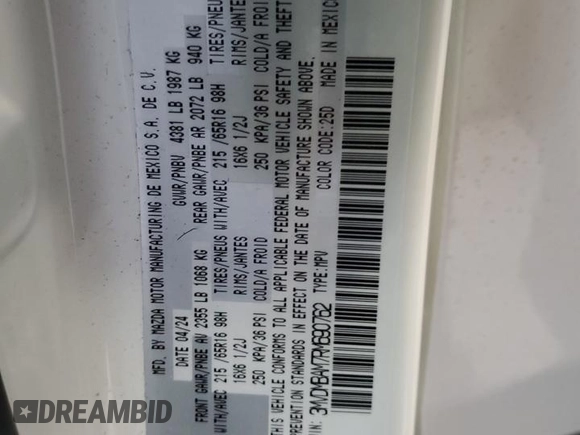 MFD. BY MAZDA MOTOR MANUFACTURING DE MEXICO S.A. DE C.V.
DATE 04/24 GVWR/PNBV 4381 LB 1987 KG
FRONT GAWR/PNBE AV 2355 LB 1068 KG REAR GAWR/PNBE AR 2072 LB 940 KG
WITH/AVEC 215 /65R16 98H TIRES/PNEUS WITH/AVEC 215 /65R16 98H TIRES/PNEU
16X6 1/2J RIMS/JANTES 16X6 1/2J RIMS/JANTES
250 KPA/36 PSI COLD/A FROID 250 KPA/36 PSI COLD/A FROID
THIS VEHICLE CONFORMS TO ALL APPLICABLE FEDERAL MOTOR VEHICLE SAFETY AND THEFT
STANDARDS IN EFFECT ON THE DATE OF MANUFACTURE SHOWN ABOVE.
VIN: 3MVDMBAM7RM690762 TYPE:MPV COLOR CODE:25D MADE IN MEXICO
RIDESAFELY